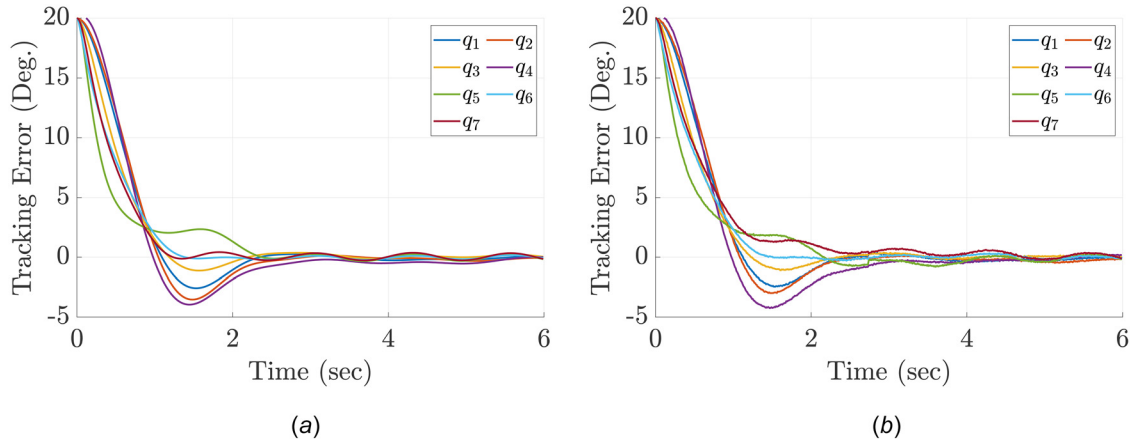 20
15
10
5
0
-5
Tracking Error (Deg.)
0 2 4 6
Time (sec)
q1 q2
q3 q4
q5 q6
q7
(a)
20
15
10
5
0
-5
Tracking Error (Deg.)
0 2 4 6
Time (sec)
q1 q2
q3 q4
q5 q6
q7
(b)